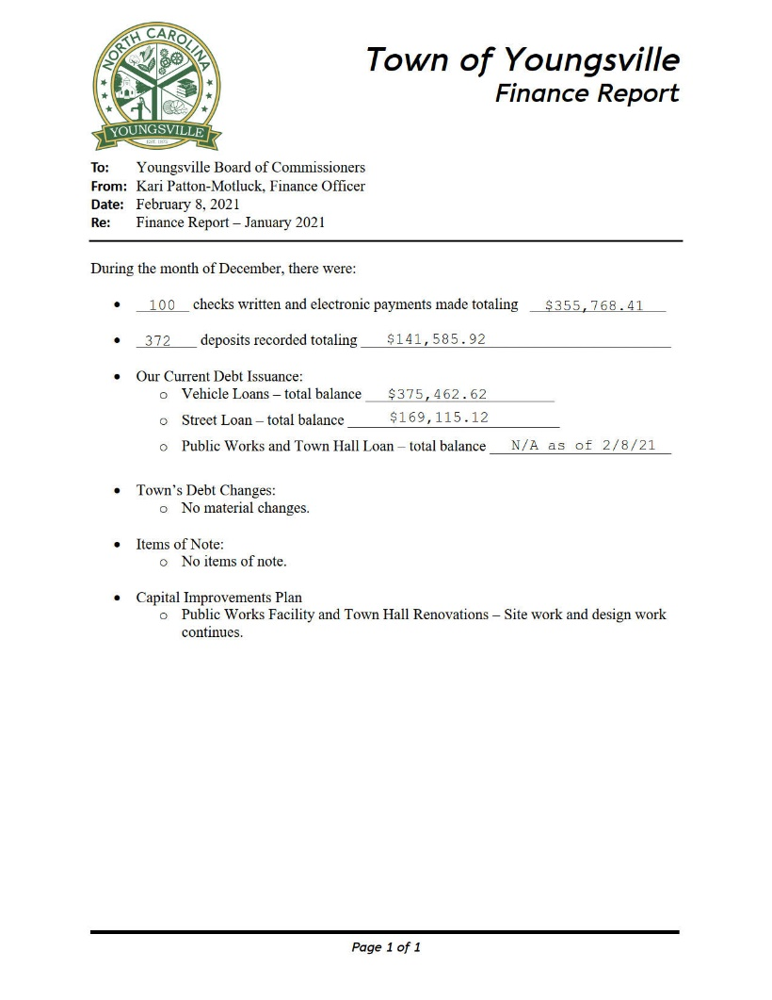 NORTH CAROLINA
YOUNGSVILLE
EST. 1875
Town of Youngsville
Finance Report
To: Youngsville Board of Commissioners
From: Kari Patton-Motluck, Finance Officer
Date: February 8, 2021
Re: Finance Report – January 2021
During the month of December, there were:
• 100 checks written and electronic payments made totaling $355,768.41
• 372 deposits recorded totaling $141,585.92
• Our Current Debt Issuance:
o Vehicle Loans – total balance $375,462.62
o Street Loan – total balance $169,115.12
o Public Works and Town Hall Loan – total balance N/A as of 2/8/21
• Town’s Debt Changes:
o No material changes.
• Items of Note:
o No items of note.
• Capital Improvements Plan
o Public Works Facility and Town Hall Renovations – Site work and design work
continues.
Page 1 of 1